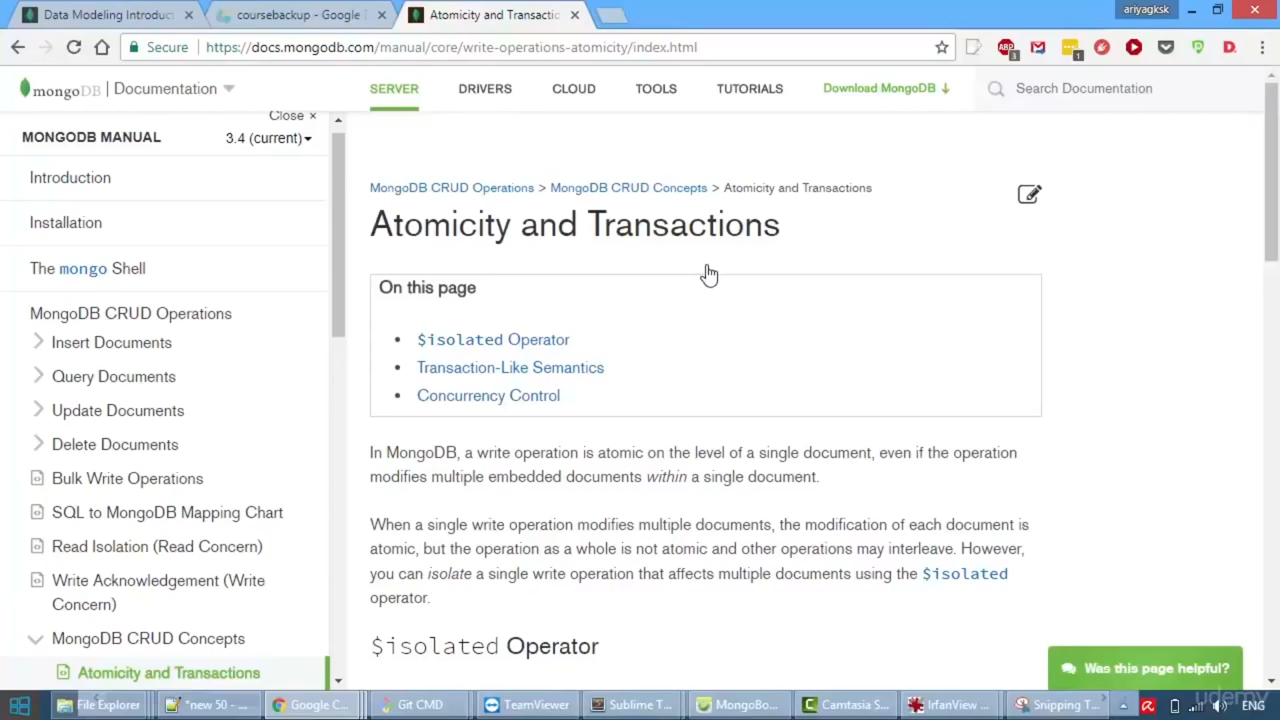 Data Modeling Introduc
coursebackup - Google
Atomicity and Transactic
ariyagksk
Secure
https://docs.mongodb.com/manual/core/write-operations-atomicity/index.html
ABP
3
1
D.
mongoDB
Documentation
SERVER
DRIVERS
CLOUD
TOOLS
TUTORIALS
Download MongoDB
Search Documentation
Close ×
MONGODB MANUAL
3.4 (current)
Introduction
Installation
The mongo Shell
MongoDB CRUD Operations
Insert Documents
Query Documents
Update Documents
Delete Documents
Bulk Write Operations
SQL to MongoDB Mapping Chart
Read Isolation (Read Concern)
Write Acknowledgement (Write
Concern)
MongoDB CRUD Concepts
Atomicity and Transactions
MongoDB CRUD Operations > MongoDB CRUD Concepts > Atomicity and Transactions
Atomicity and Transactions
On this page
• $isolated Operator
• Transaction-Like Semantics
• Concurrency Control
In MongoDB, a write operation is atomic on the level of a single document, even if the operation
modifies multiple embedded documents within a single document.
When a single write operation modifies multiple documents, the modification of each document is
atomic, but the operation as a whole is not atomic and other operations may interleave. However,
you can isolate a single write operation that affects multiple documents using the $isolated
operator.
$isolated Operator
Was this page helpful?
File Explorer
*new 50 - ...
Google C...
Git CMD
TeamViewer
Sublime T...
MongoBo...
Camtasia S...
IrfanView ...
Snipping T...
ENG
udemy